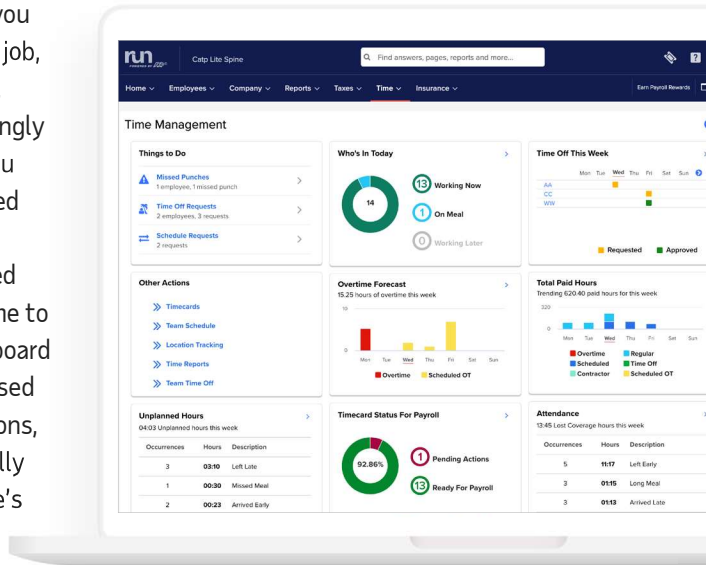 you
job,
ngly
u
ed
ed
ne to
board
sed
ons,
lly
e's
run
POWERED BY ADP
Catp Lite Spine
Find answers, pages, reports and more...
Home Employees Company Reports Taxes Time Insurance
Earn Payroll Rewards
Time Management
Things to Do
Missed Punches
1 employee, 1 missed punch
Time Off Requests
2 employees, 3 requests
Schedule Requests
2 requests
Who's In Today
14
13 Working Now
1 On Meal
0 Working Later
Time Off This Week
Mon Tue Wed Thu Fri Sat Sun
AA
CC
WW
Requested Approved
Other Actions
Timecards
Team Schedule
Location Tracking
Time Reports
Team Time Off
Overtime Forecast
15.25 hours of overtime this week
10
0
Mon Tue Wed Thu Fri Sat Sun
Overtime Scheduled OT
Total Paid Hours
Trending 620.40 paid hours for this week
320
0
Mon Tue Wed Thu Fri Sat Sun
Overtime Regular
Scheduled Time Off
Contractor Scheduled OT
Unplanned Hours
04:03 Unplanned hours this week
Occurrences Hours Description
3 03:10 Left Late
1 00:30 Missed Meal
2 00:23 Arrived Early
Timecard Status For Payroll
92.86%
1 Pending Actions
13 Ready For Payroll
Attendance
13:45 Lost Coverage hours this week
Occurrences Hours Description
5 11:17 Left Early
3 01:15 Long Meal
3 01:13 Arrived Late